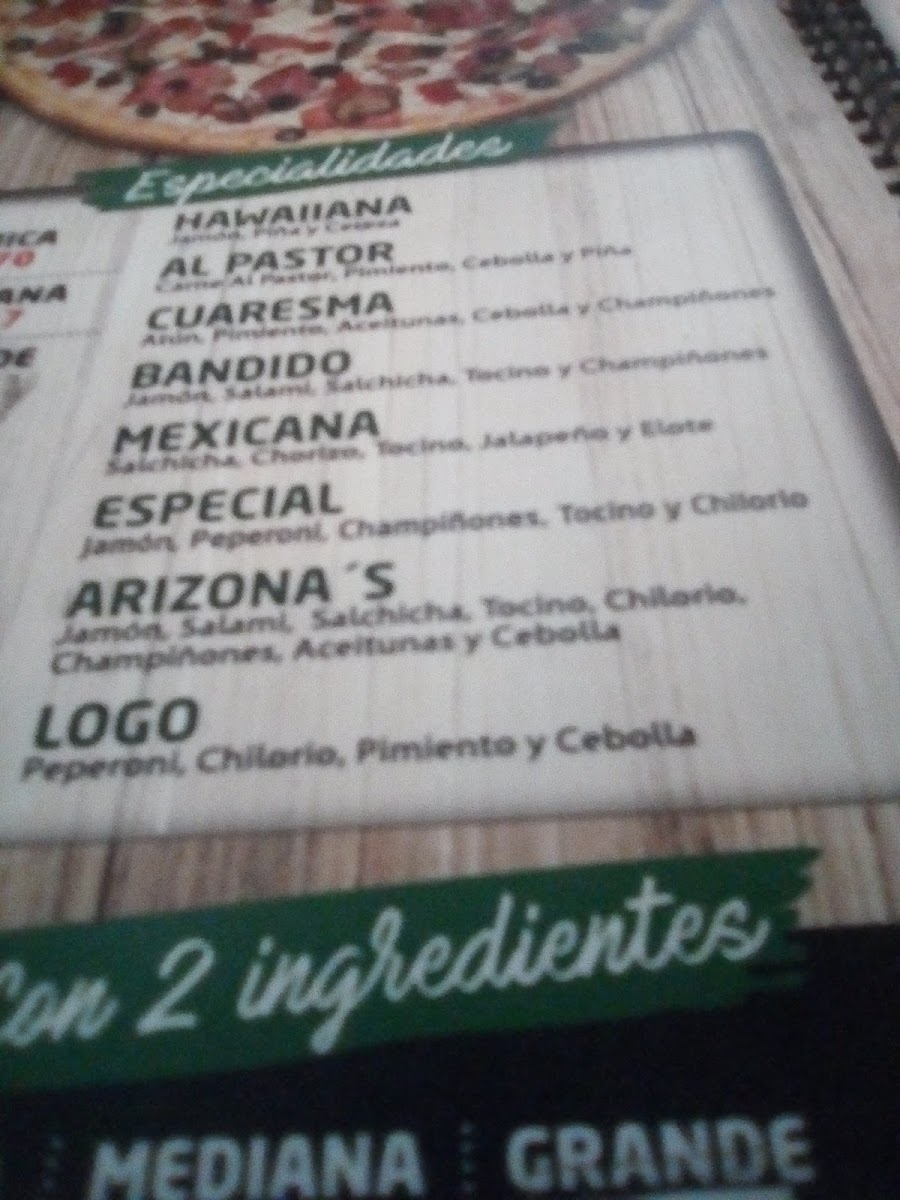 Especialidades
HAWAIIANA
Jamón, Piña y Cereza
AL PASTOR
Carne Al Pastor, Pimiento, Cebolla y Piña
CUARESMA
Atún, Pimiento, Aceitunas, Cebolla y Champiñones
BANDIDO
Jamón, Salami, Salchicha, Tocino y Champiñones
MEXICANA
Salchicha, Chorizo, Tocino, Jalapeño y Elote
ESPECIAL
Jamón, Peperoni, Champiñones, Tocino y Chilorio
ARIZONA´S
Jamón, Salami, Salchicha, Tocino, Chilorio,
Champiñones, Aceitunas y Cebolla
LOGO
Peperoni, Chilorio, Pimiento y Cebolla
Con 2 ingredientes
MEDIANA
GRANDE